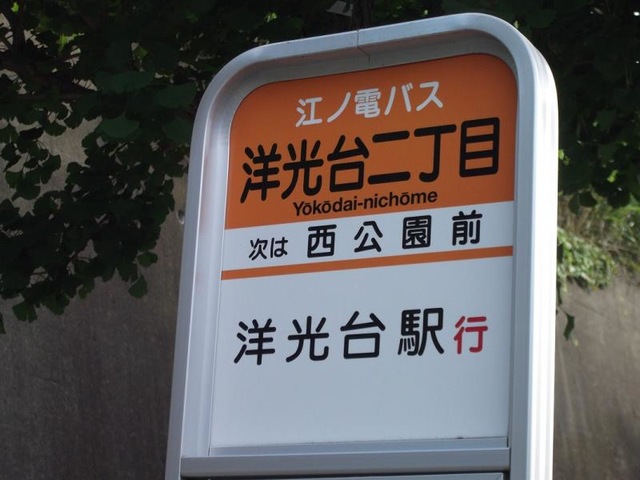 江ノ電バス
洋光台二丁目
Yōkōdai-nichōme
次は 西公園前
洋光台駅行